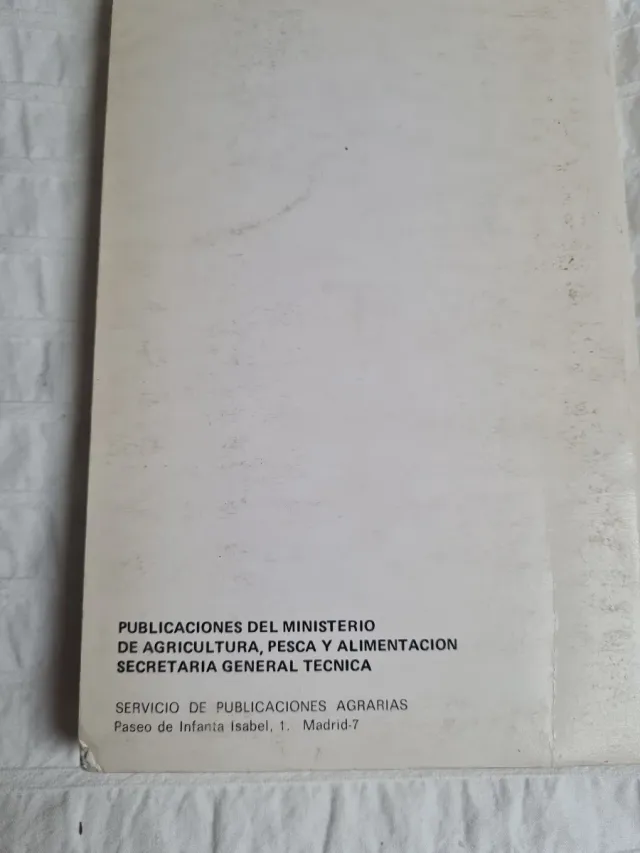 PUBLICACIONES DEL MINISTERIO
DE AGRICULTURA, PESCA Y ALIMENTACION
SECRETARIA GENERAL TECNICA
SERVICIO DE PUBLICACIONES AGRARIAS
Paseo de Infanta Isabel, 1. Madrid-7